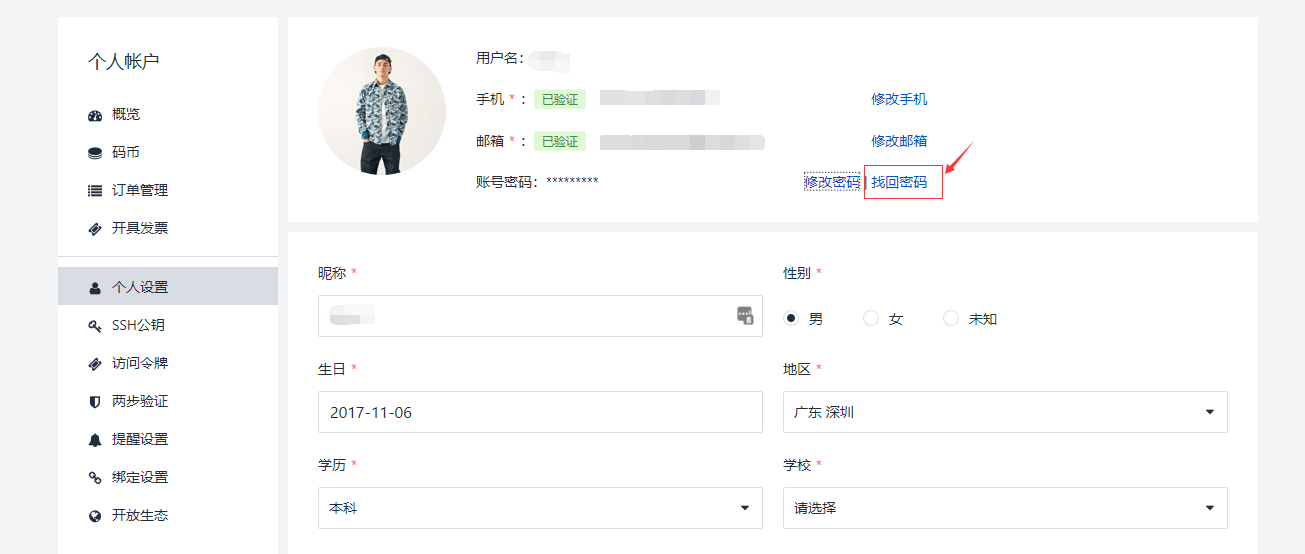 个人帐户
概览
码币
订单管理
开具发票
个人设置
SSH公钥
访问令牌
两步验证
提醒设置
绑定设置
开放生态
用户名：
手机 * ： 已验证 修改手机
邮箱 * ： 已验证 修改邮箱
账号密码： ********* 修改密码 | 找回密码
昵称 *
性别 *
男 女 未知
生日 *
地区 *
2017-11-06
广东 深圳
学历 *
学校 *
本科
请选择